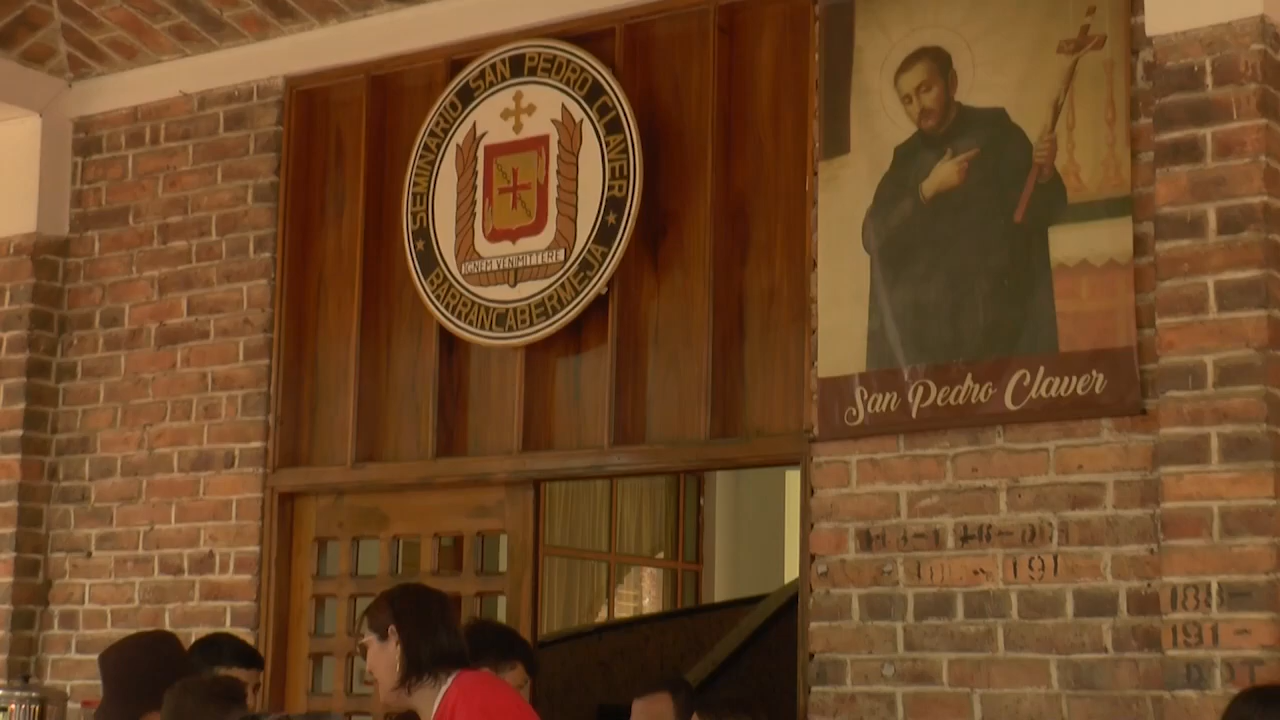 SEMINARIO SAN PEDRO CLAVER
IGNEM VENI MITTERE
BARRANCABERMEJA
San Pedro Claver
191
188-
191-